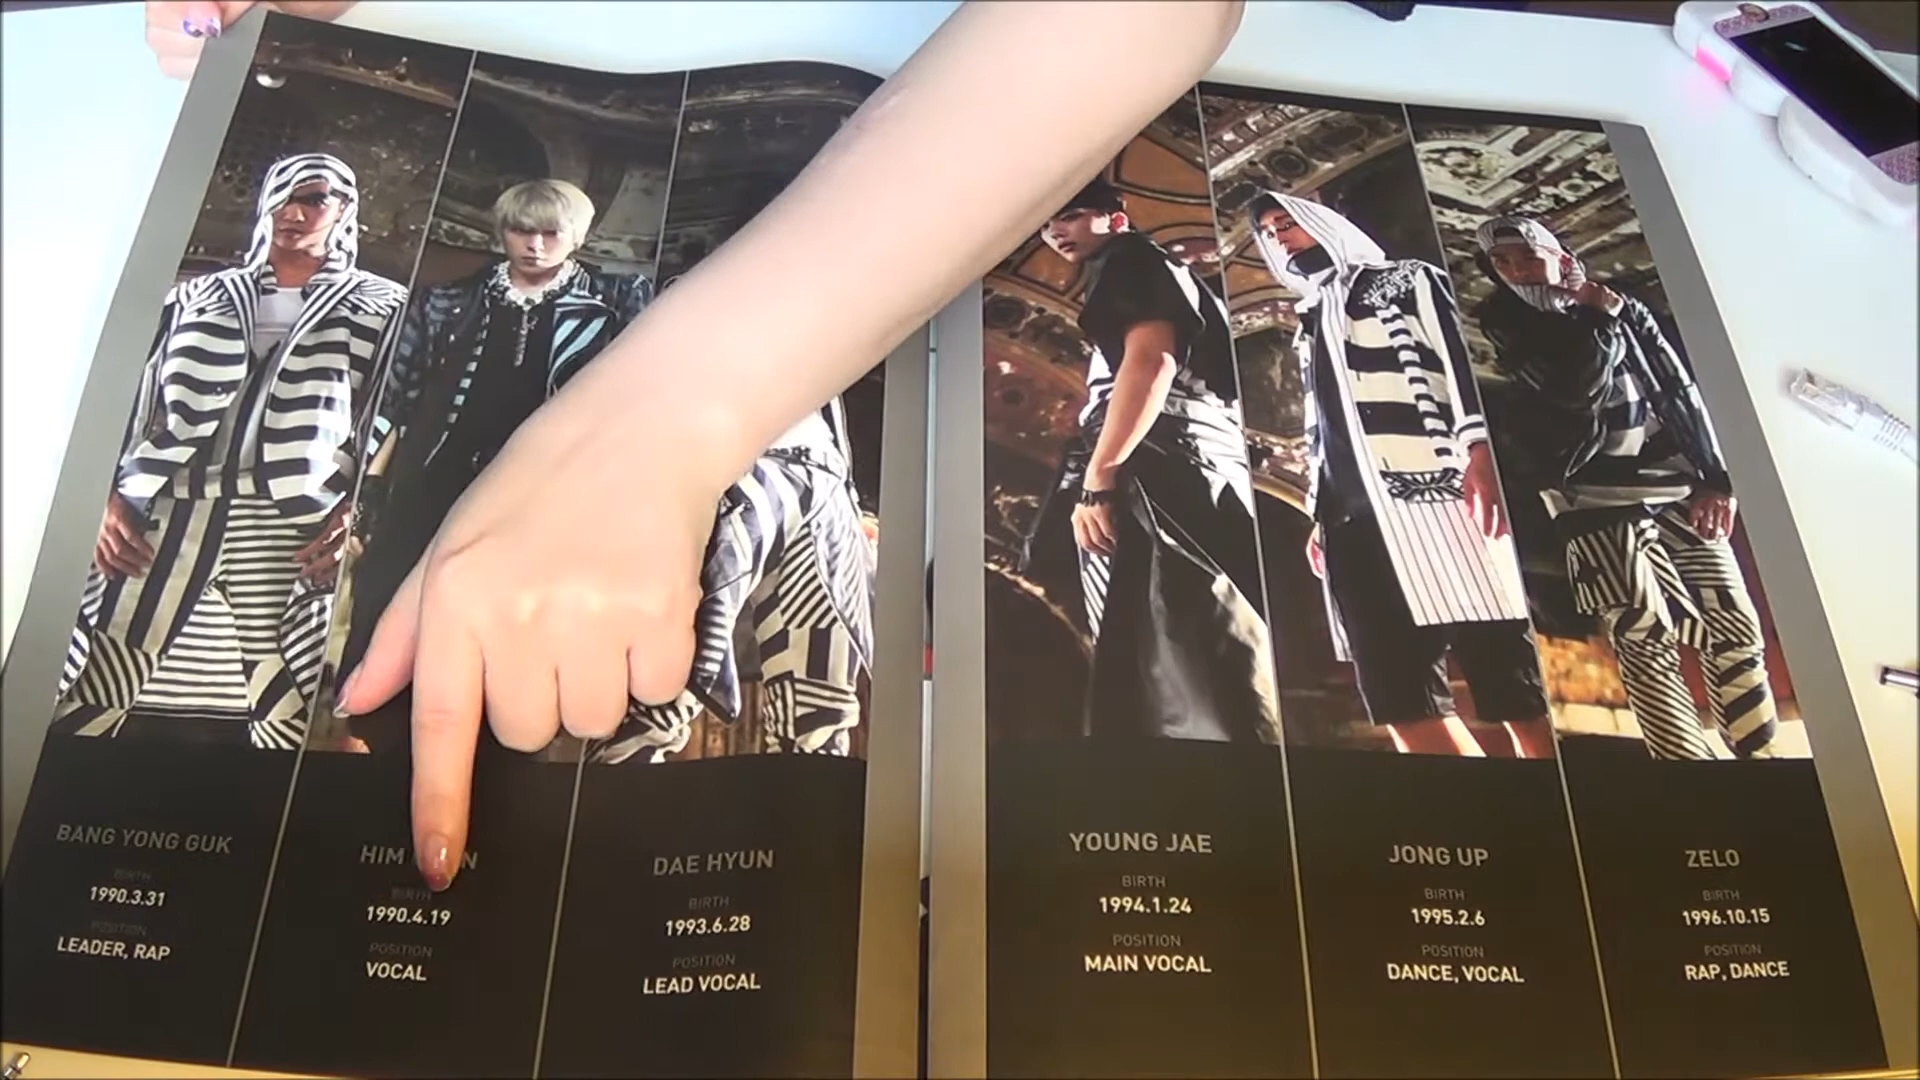 BANG YONG GUK
BIRTH
1990.3.31
POSITION
LEADER, RAP
HIM
BIRTH
1990.4.19
POSITION
VOCAL
DAE HYUN
BIRTH
1993.6.28
POSITION
LEAD VOCAL
YOUNG JAE
BIRTH
1994.1.24
POSITION
MAIN VOCAL
JONG UP
BIRTH
1995.2.6
POSITION
DANCE, VOCAL
ZELO
BIRTH
1996.10.15
POSITION
RAP, DANCE